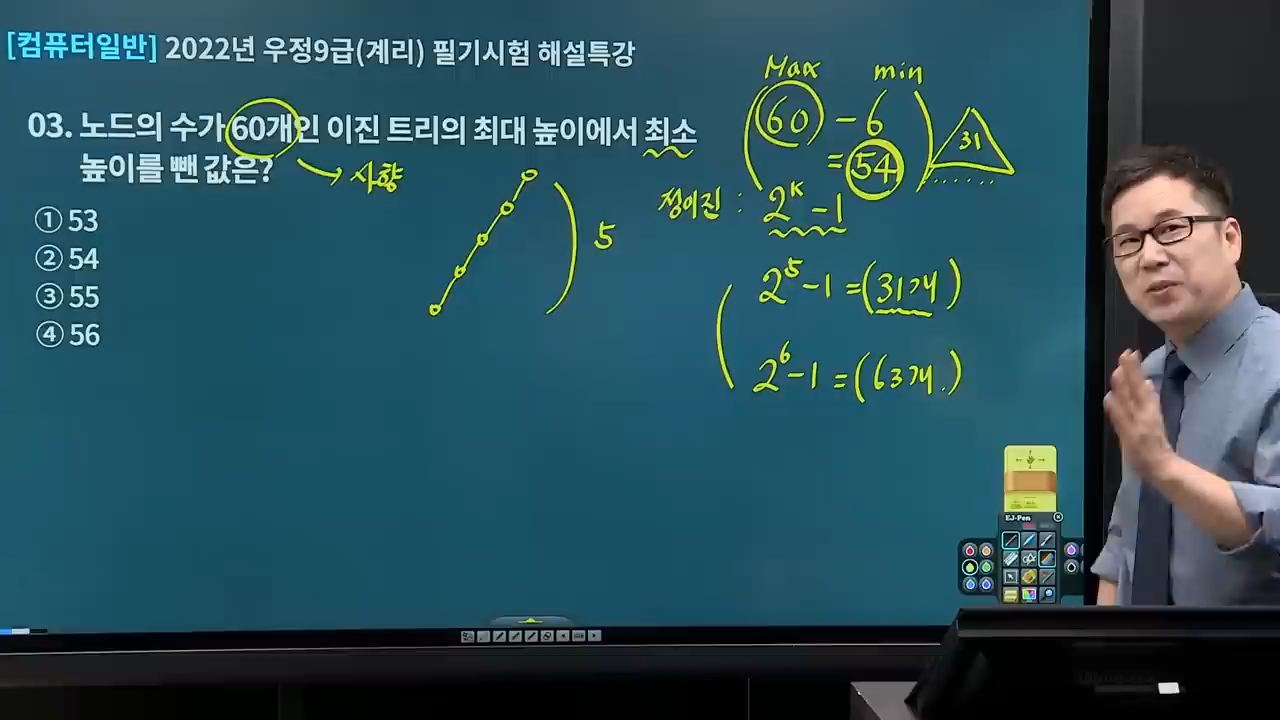 [컴퓨터일반] 2022년 우정9급(계리) 필기시험 해설특강
03. 노드의 수가 60개인 이진 트리의 최대 높이에서 최소
높이를 뺀 값은?
① 53
② 54
③ 55
④ 56
→ 사향
5
Max min
60 - 6
= 54
31
정이진 : 2^K - 1
2^5 - 1 = (31개)
2^6 - 1 = (63개.)
EJ-Pen